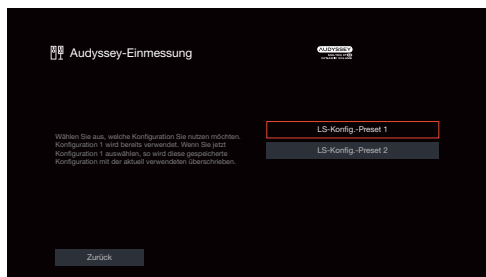 Audyssey-Einmessung
AUDYSSEY
Wählen Sie aus, welche Konfiguration Sie nutzen möchten.
Konfiguration 1 wird bereits verwendet. Wenn Sie jetzt
Konfiguration 1 auswählen, so wird diese gespeicherte
Konfiguration mit der aktuell verwendeten überschrieben.
LS-Konfig.-Preset 1
LS-Konfig.-Preset 2
Zurück